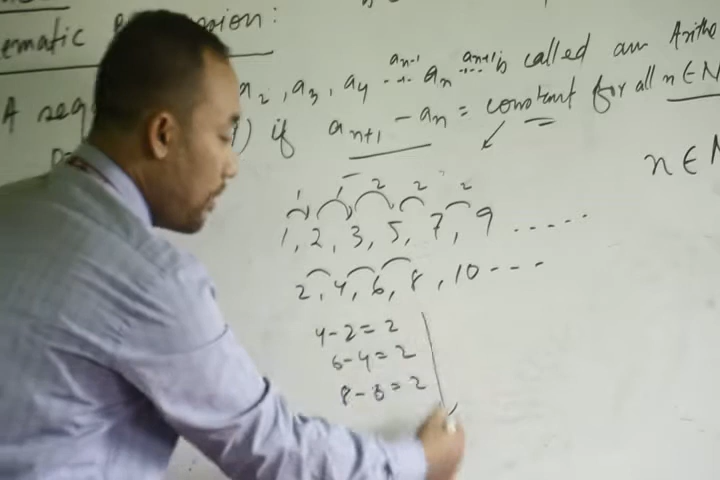 ematic
A seq a2, a3, a4 ---- an-1 an an+1 is called an Arithe
) if an+1 - an = constant for all n ∈ N
n ∈ N
1 1 2 2 2
1, 2, 3, 5, 7, 9 .....
2, 4, 6, 8, 10 ---
4-2=2
6-4=2
8-6=2